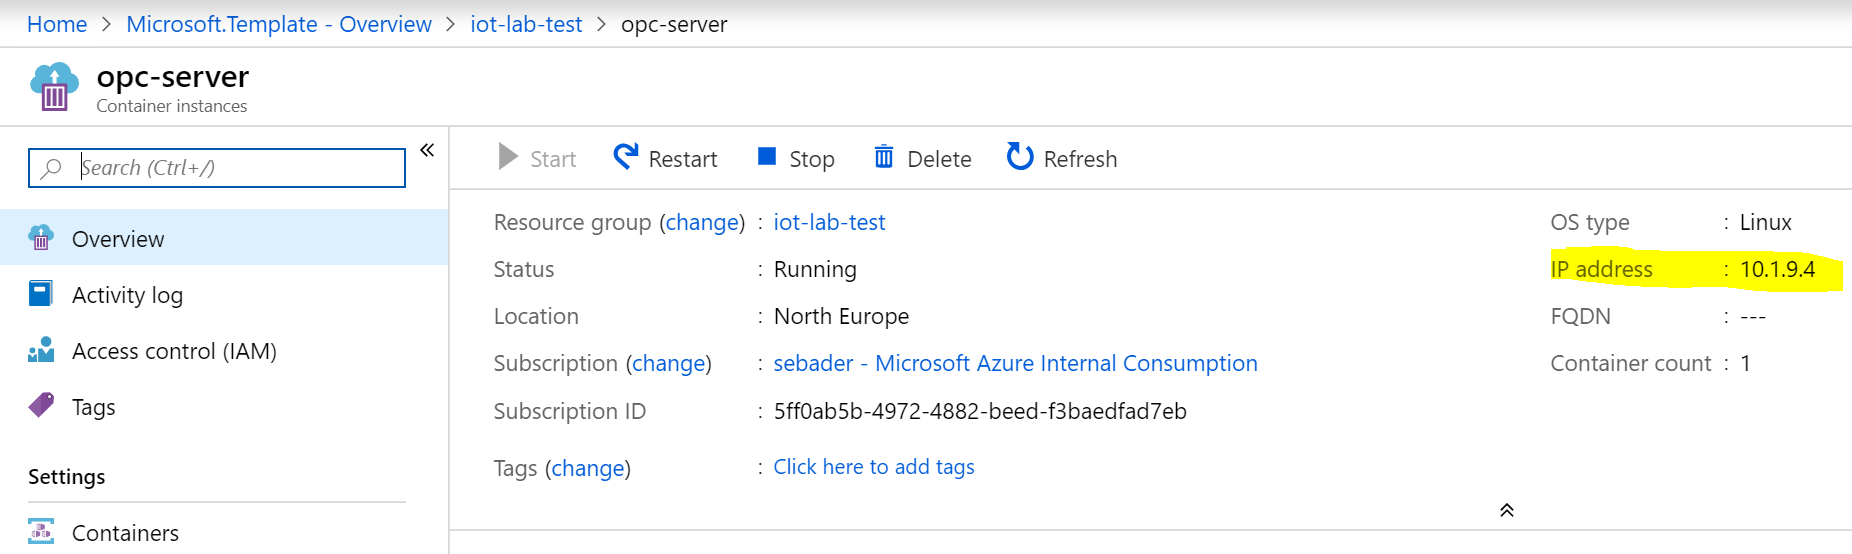 Home > Microsoft.Template - Overview > iot-lab-test > opc-server
opc-server
Container instances
Search (Ctrl+/)
Overview
Activity log
Access control (IAM)
Tags
Settings
Containers
Start Restart Stop Delete Refresh
Resource group (change) : iot-lab-test
Status : Running
Location : North Europe
Subscription (change) : sebader - Microsoft Azure Internal Consumption
Subscription ID : 5ff0ab5b-4972-4882-beed-f3baedfad7eb
Tags (change) : Click here to add tags
OS type : Linux
IP address : 10.1.9.4
FQDN : ---
Container count : 1